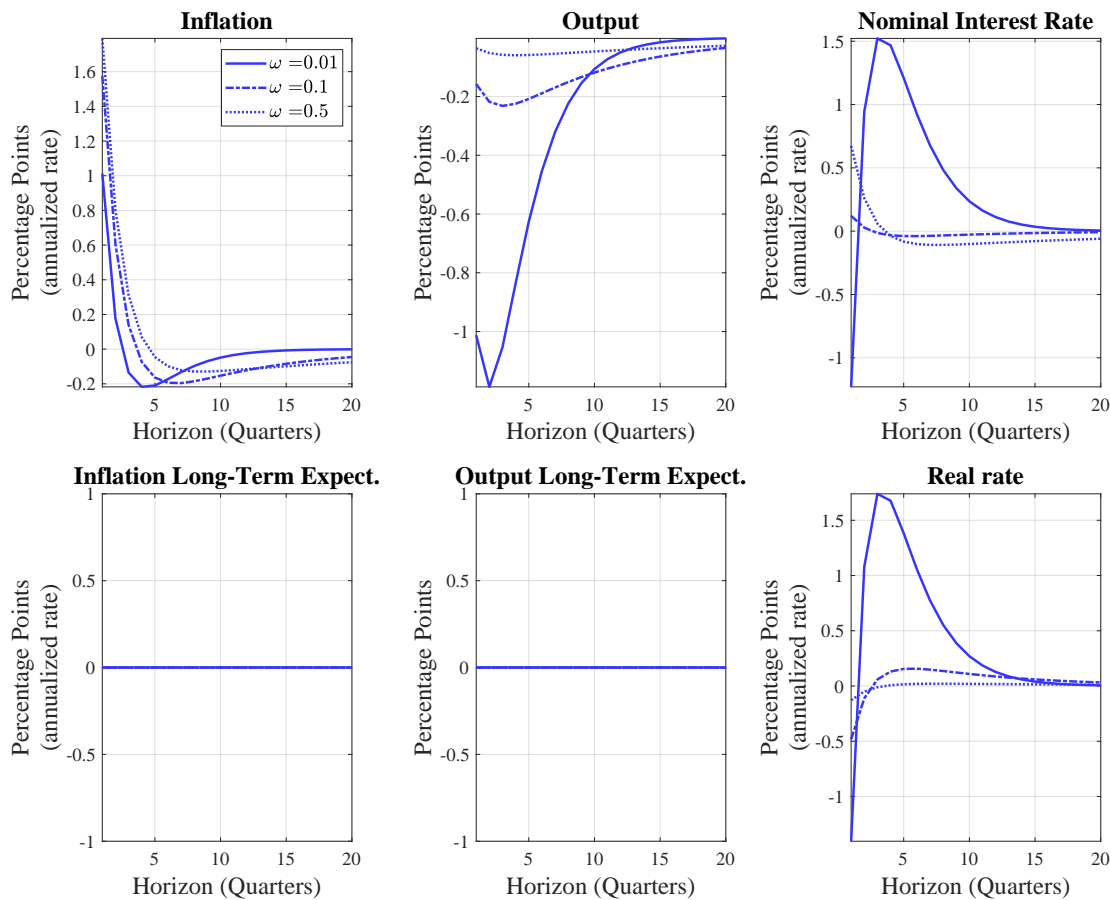 Inflation
Percentage Points
(annualized rate)
1.6
1.4
1.2
1
0.8
0.6
0.4
0.2
0
-0.2
5
10
15
20
Horizon (Quarters)
ω =0.01
ω =0.1
ω =0.5
Output
Percentage Points
-0.2
-0.4
-0.6
-0.8
-1
5
10
15
20
Horizon (Quarters)
Nominal Interest Rate
Percentage Points
(annualized rate)
1.5
1
0.5
0
-0.5
-1
5
10
15
20
Horizon (Quarters)
Inflation Long-Term Expect.
Percentage Points
(annualized rate)
1
0.5
0
-0.5
-1
5
10
15
20
Horizon (Quarters)
Output Long-Term Expect.
Percentage Points
1
0.5
0
-0.5
-1
5
10
15
20
Horizon (Quarters)
Real rate
Percentage Points
(annualized rate)
1.5
1
0.5
0
-0.5
-1
5
10
15
20
Horizon (Quarters)